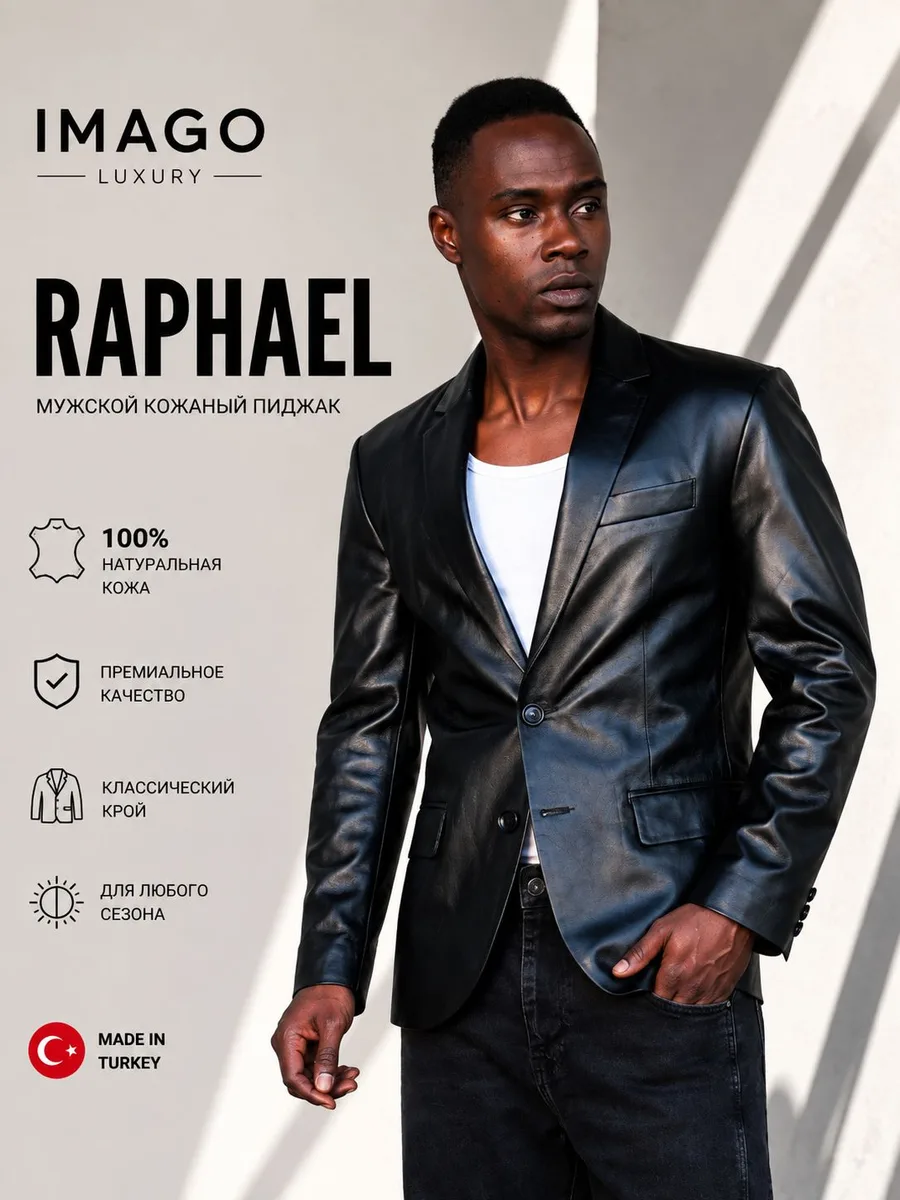 IMAGO
LUXURY
RAPHAEL
МУЖСКОЙ КОЖАНЫЙ ПИДЖАК
100%
НАТУРАЛЬНАЯ
КОЖА
ПРЕМИАЛЬНОЕ
КАЧЕСТВО
КЛАССИЧЕСКИЙ
КРОЙ
ДЛЯ ЛЮБОГО
СЕЗОНА
MADE IN
TURKEY